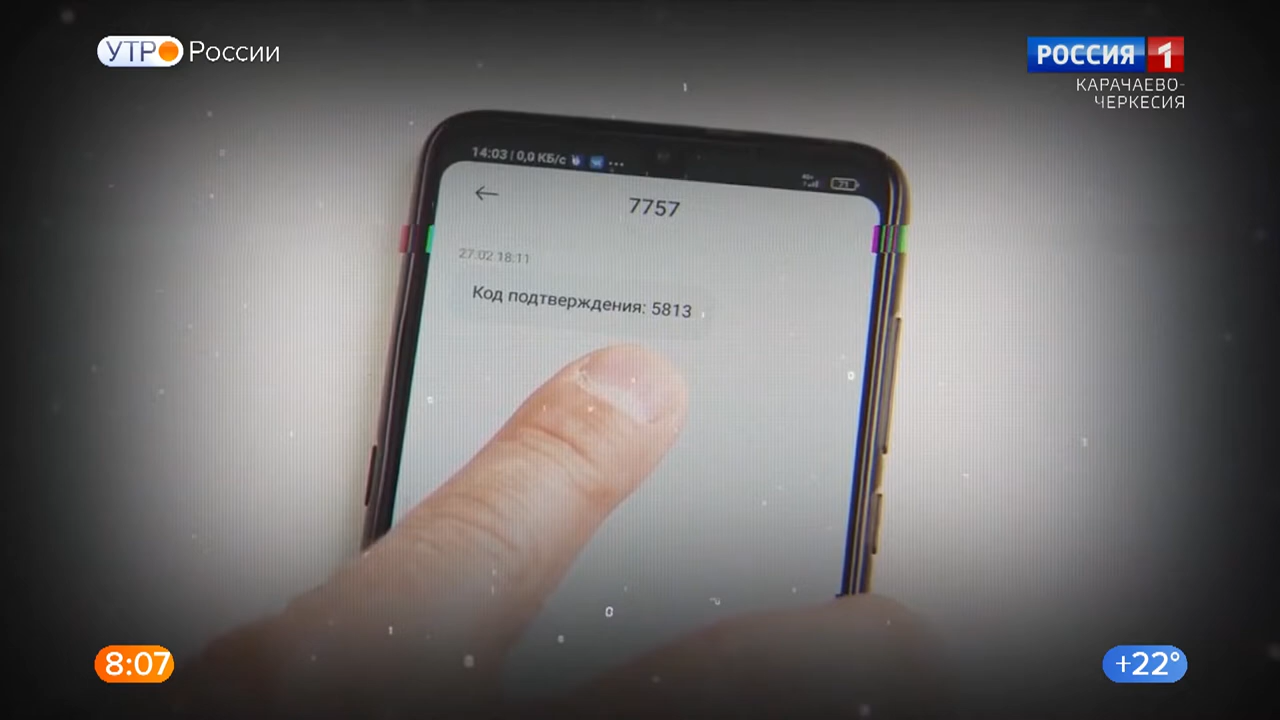 УТРО России
РОССИЯ 1
КАРАЧАЕВО-
ЧЕРКЕСИЯ
14:03 | 0,0 КБ/с
71
7757
27.02 18:11
Код подтверждения: 5813
8:07
+22°